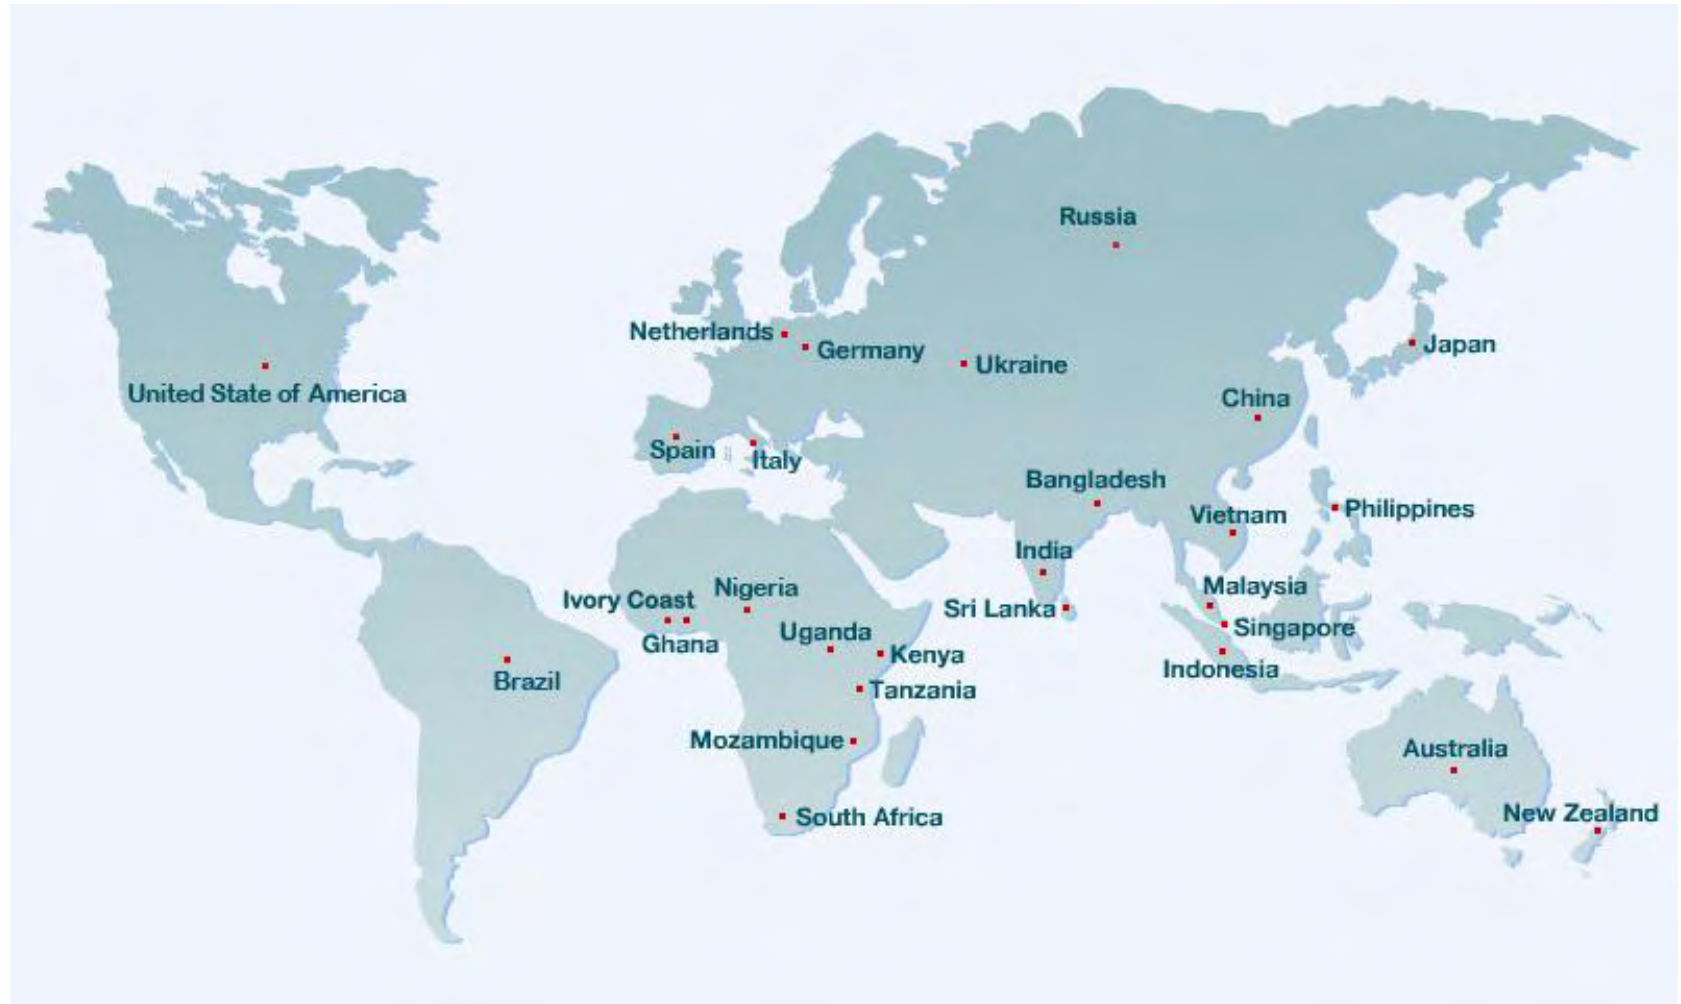 Russia
Netherlands
Germany
Japan
Ukraine
United State of America
China
Spain
Italy
Bangladesh
Philippines
Vietnam
India
Malaysia
Nigeria
Ivory Coast
Sri Lanka
Singapore
Uganda
Ghana
Kenya
Indonesia
Brazil
Tanzania
Mozambique
Australia
New Zealand
South Africa